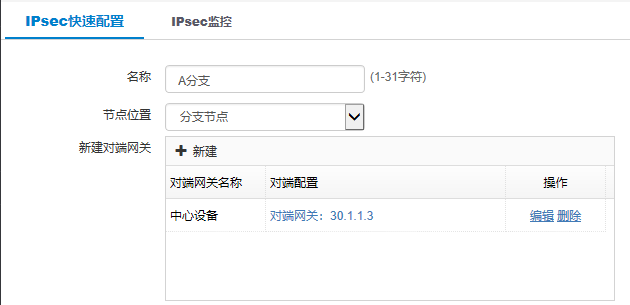 IPsec快速配置 IPsec监控
名称 A分支 (1-31字符)
节点位置 分支节点
新建对端网关 新建
对端网关名称 对端配置 操作
中心设备 对端网关：30.1.1.3 编辑 删除